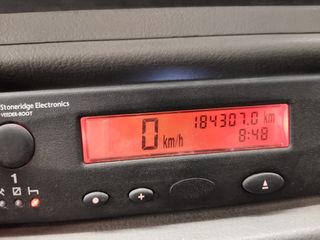 Stoneridge Electronics
VEEDER-ROOT
184307.0 km
0 km/h
8:48
1